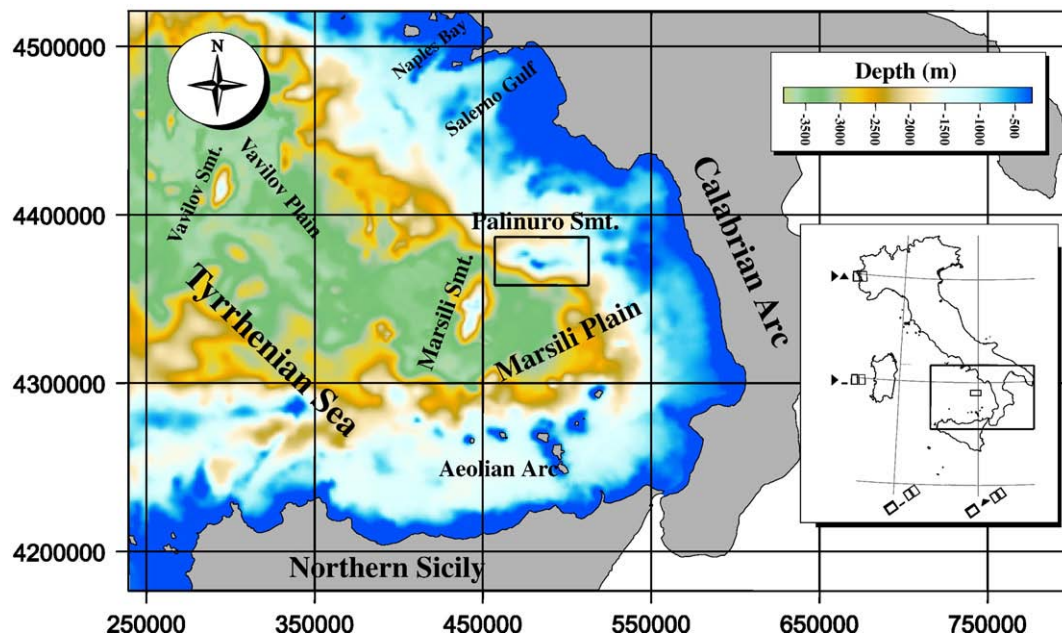 4500000
4400000
4300000
4200000
250000
350000
450000
550000
650000
750000
N
Naples Bay
Salerno Gulf
Depth (m)
-3500
-3000
-2500
-2000
-1500
-1000
-500
Vavilov Smt.
Vavilov Plain
Calabrian Arc
Palinuro Smt.
Tyrrhenian Sea
Marsili Smt.
Marsili Plain
Aeolian Arc
Northern Sicily